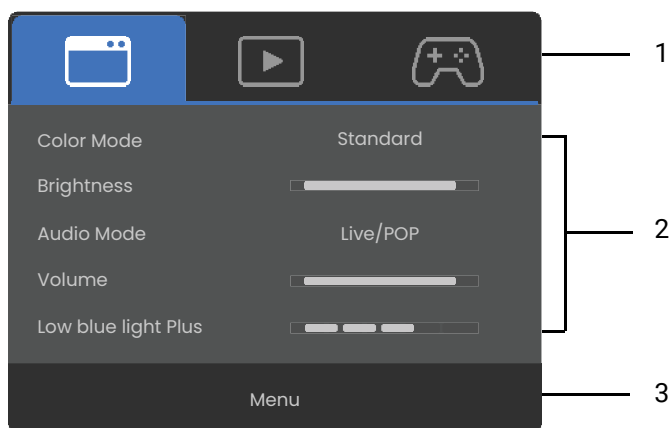 1
Color Mode Standard
Brightness
Audio Mode Live/POP
2
Volume
Low blue light Plus
Menu 3